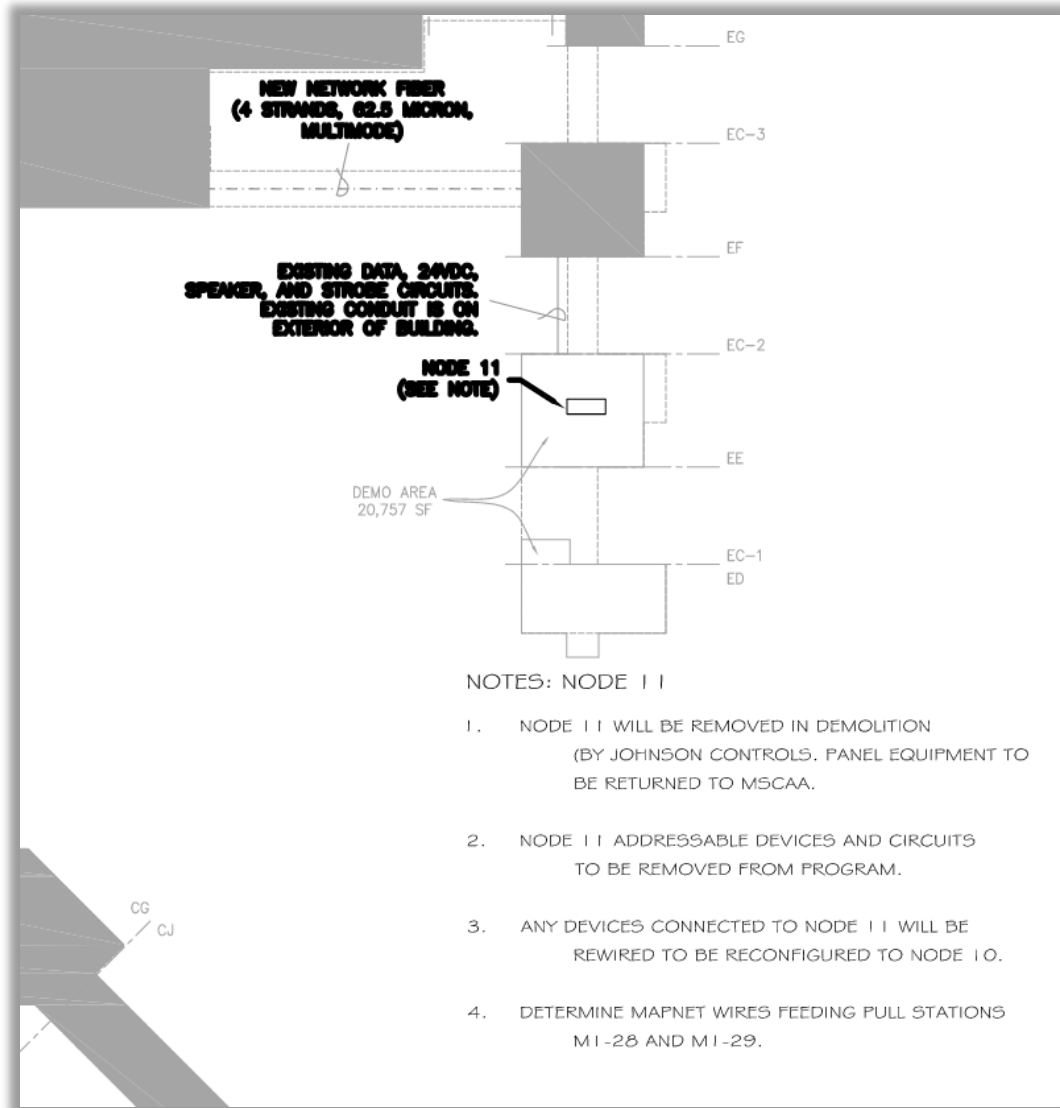 EG
NEW NETWORK FIBER
(4 STRANDS, 62.5 MICRON,
MULTIMODE)
EC-3
EF
EXISTING DATA, 24VDC,
SPEAKER, AND STROBE CIRCUITS.
EXISTING CONDUIT IS ON
EXTERIOR OF BUILDING.
EC-2
NODE 11
(SEE NOTE)
EE
DEMO AREA
20,757 SF
EC-1
ED
NOTES: NODE 11
1. NODE 11 WILL BE REMOVED IN DEMOLITION
(BY JOHNSON CONTROLS. PANEL EQUIPMENT TO
BE RETURNED TO MSCAA.
2. NODE 11 ADDRESSABLE DEVICES AND CIRCUITS
TO BE REMOVED FROM PROGRAM.
3. ANY DEVICES CONNECTED TO NODE 11 WILL BE
REWIRED TO BE RECONFIGURED TO NODE 10.
4. DETERMINE MAPNET WIRES FEEDING PULL STATIONS
M1-28 AND M1-29.
CG
CJ